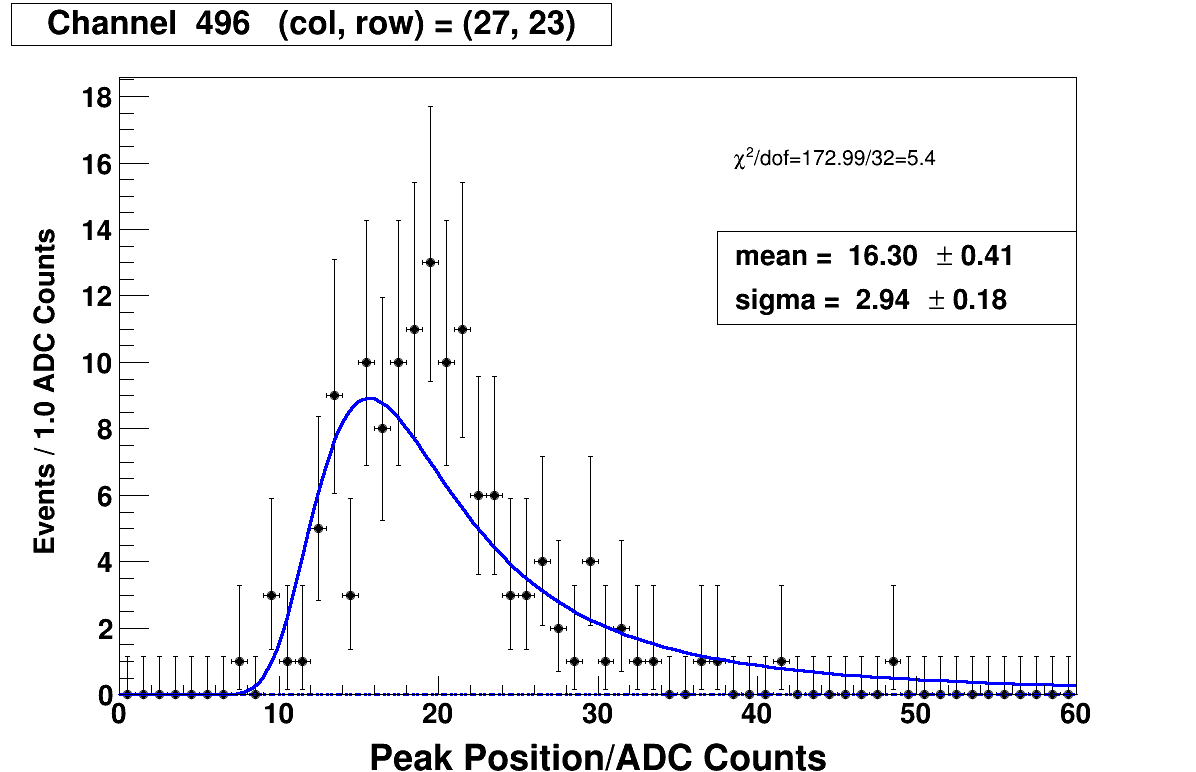 Channel 496 (col, row) = (27, 23)
18
16
14
12
10
8
6
4
2
0
Events / 1.0 ADC Counts
χ²/dof=172.99/32=5.4
mean = 16.30 ± 0.41
sigma = 2.94 ± 0.18
0 10 20 30 40 50 60
Peak Position/ADC Counts